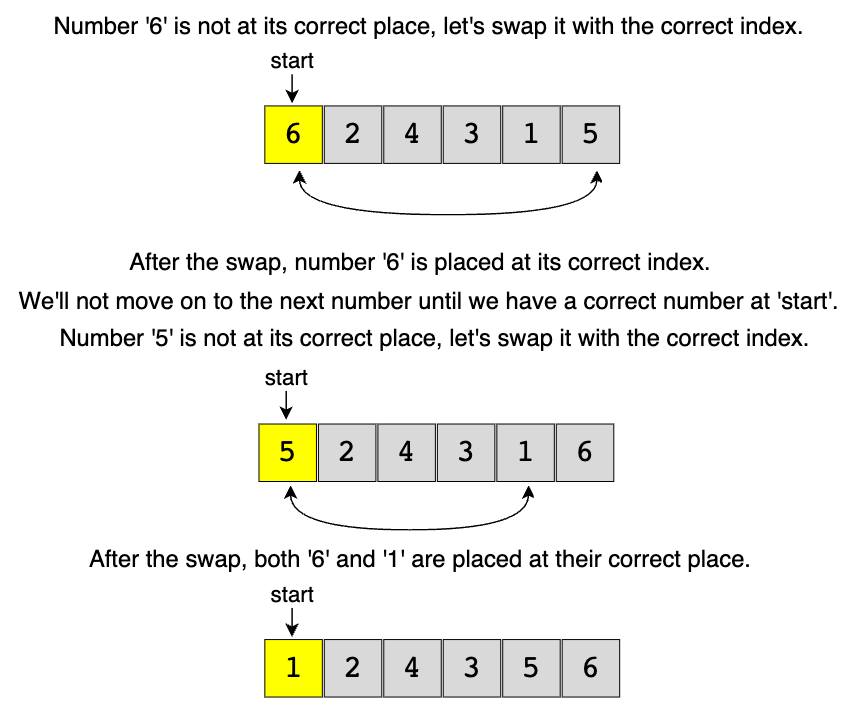 Number '6' is not at its correct place, let's swap it with the correct index.
start
6 2 4 3 1 5
After the swap, number '6' is placed at its correct index.
We'll not move on to the next number until we have a correct number at 'start'.
Number '5' is not at its correct place, let's swap it with the correct index.
start
5 2 4 3 1 6
After the swap, both '6' and '1' are placed at their correct place.
start
1 2 4 3 5 6